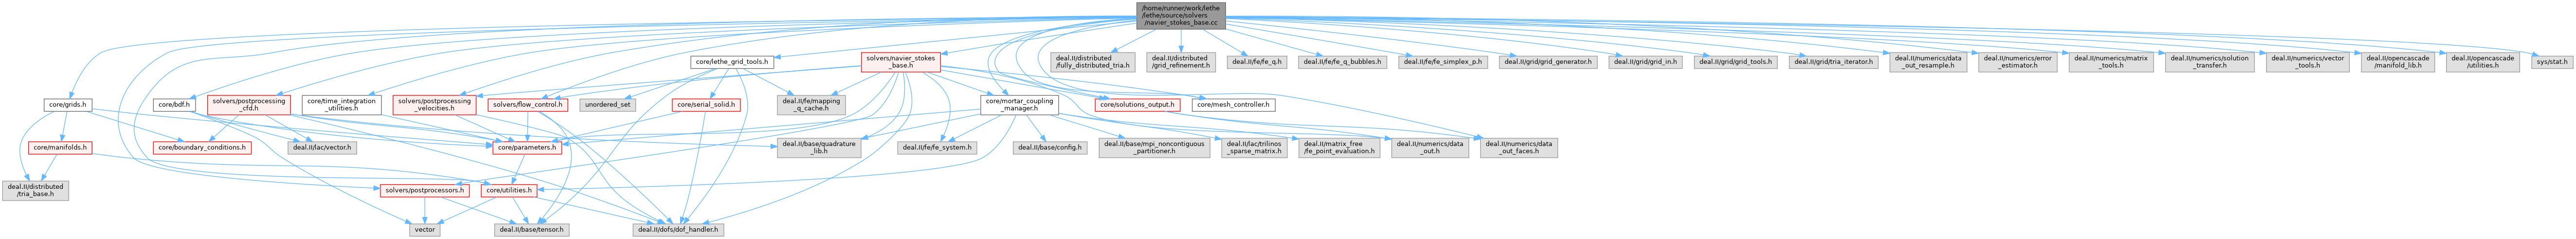 /home/runner/work/lethe
/lethe/source/solvers
/navier_stokes_base.cc
core/lethe_grid_tools.h
solvers/navier_stokes
_base.h
deal.II/distributed
/fully_distributed_tria.h
deal.II/distributed
/grid_refinement.h
deal.II/fe/fe_q.h
deal.II/fe/fe_q_bubbles.h
deal.II/fe/fe_simplex_p.h
deal.II/grid/grid_generator.h
deal.II/grid/grid_in.h
deal.II/grid/grid_tools.h
deal.II/grid/tria_iterator.h
deal.II/numerics/data
_out_resample.h
deal.II/numerics/error
_estimator.h
deal.II/numerics/matrix
_tools.h
deal.II/numerics/solution
_transfer.h
deal.II/numerics/vector
_tools.h
deal.II/opencascade
/manifold_lib.h
deal.II/opencascade
/utilities.h
sys/stat.h
core/grids.h
core/bdf.h
solvers/postprocessing
_cfd.h
core/time_integration
_utilities.h
solvers/postprocessing
_velocities.h
solvers/flow_control.h
unordered_set
core/serial_solid.h
deal.II/fe/mapping
_q_cache.h
core/mortar_coupling
_manager.h
core/solutions_output.h
core/mesh_controller.h
core/manifolds.h
core/boundary_conditions.h
deal.II/lac/vector.h
core/parameters.h
deal.II/base/quadrature
_lib.h
deal.II/fe/fe_system.h
deal.II/base/config.h
deal.II/base/mpi_noncontiguous
_partitioner.h
deal.II/lac/trilinos
_sparse_matrix.h
deal.II/matrix_free
/fe_point_evaluation.h
deal.II/numerics/data
_out.h
deal.II/numerics/data
_out_faces.h
deal.II/distributed
/tria_base.h
solvers/postprocessors.h
core/utilities.h
vector
deal.II/base/tensor.h
deal.II/dofs/dof_handler.h